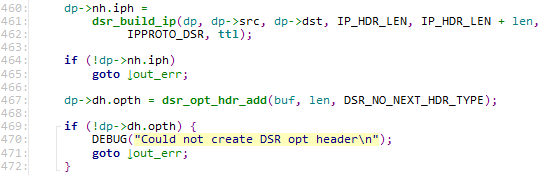 460: dp->nh.iph =
461: dsr_build_ip(dp, dp->src, dp->dst, IP_HDR_LEN, IP_HDR_LEN + len,
462: IPPROTO_DSR, ttl);
463:
464: if (!dp->nh.iph)
465: goto ↓out_err;
466:
467: dp->dh.opth = dsr_opt_hdr_add(buf, len, DSR_NO_NEXT_HDR_TYPE);
468:
469: if (!dp->dh.opth) {
470: DEBUG("Could not create DSR opt header\n");
471: goto ↓out_err;
472: }